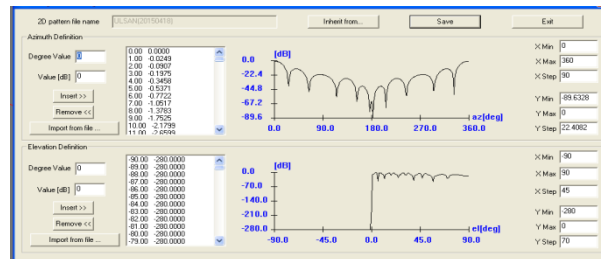 2D pattern file name ULSAN(20150418) Inherit from... Save Exit
Azimuth Definition
Degree Value 0
Value [dB] 0
Insert >>
Remove <<
Import from file ...
0.00 0.0000
1.00 -0.0249
2.00 -0.0907
3.00 -0.1975
4.00 -0.3458
5.00 -0.5371
6.00 -0.7722
7.00 -1.0517
8.00 -1.3783
9.00 -1.7525
10.00 -2.1799
11.00 -2.6599
[dB]
0.0
-22.4
-44.8
-67.2
-89.6
0.0 90.0 180.0 270.0 360.0
az[deg]
X Min 0
X Max 360
X Step 90
Y Min -89.6328
Y Max 0
Y Step 22.4082
Elevation Definition
Degree Value 0
Value [dB] 0
Insert >>
Remove <<
Import from file ...
-90.00 -280.0000
-89.00 -280.0000
-88.00 -280.0000
-87.00 -280.0000
-86.00 -280.0000
-85.00 -280.0000
-84.00 -280.0000
-83.00 -280.0000
-82.00 -280.0000
-81.00 -280.0000
-80.00 -280.0000
-79.00 -280.0000
[dB]
0.0
-70.0
-140.0
-210.0
-280.0
-90.0 -45.0 0.0 45.0 90.0
el[deg]
X Min -90
X Max 90
X Step 45
Y Min -280
Y Max 0
Y Step 70